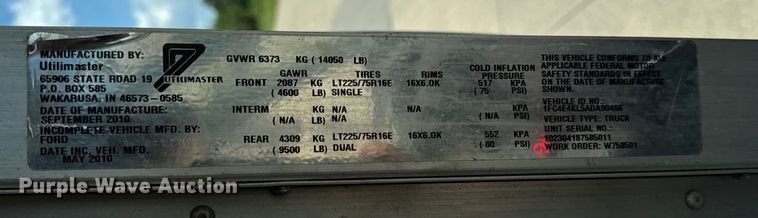 MANUFACTURED BY:
Utilimaster
65906 STATE ROAD 19
P.O. BOX 585
WAKARUSA, IN 46573-0585
DATE OF MANUFACTURE:
SEPTEMBER 2010
INCOMPLETE VEHICLE MFD. BY:
FORD
DATE INC. VEH. MFD.
MAY 2010
UTILIMASTER
GVWR 6373 KG ( 14050 LB)
GAWR TIRES RIMS COLD INFLATION PRESSURE
FRONT 2087 KG LT225/75R16E 16X6.0K 517 KPA
( 4600 LB) SINGLE ( 75 PSI)
INTERM KG N/A N/A KPA
( N/A LB) N/A ( N/A PSI)
REAR 4309 KG LT225/75R16E 16X6.0K 552 KPA
( 9500 LB) DUAL ( 80 PSI)
THIS VEHICLE CONFORMS TO ALL
APPLICABLE FEDERAL MOTOR
SAFETY STANDARDS IN EFFECT
ON THE DATE OF MANUFACTURE
SHOWN.
VEHICLE ID NO.:
1FC4E4KL5ADA90466
VEHICLE TYPE: TRUCK
UNIT SERIAL NO.:
102304187585011
WORK ORDER: W758501
Purple Wave Auction